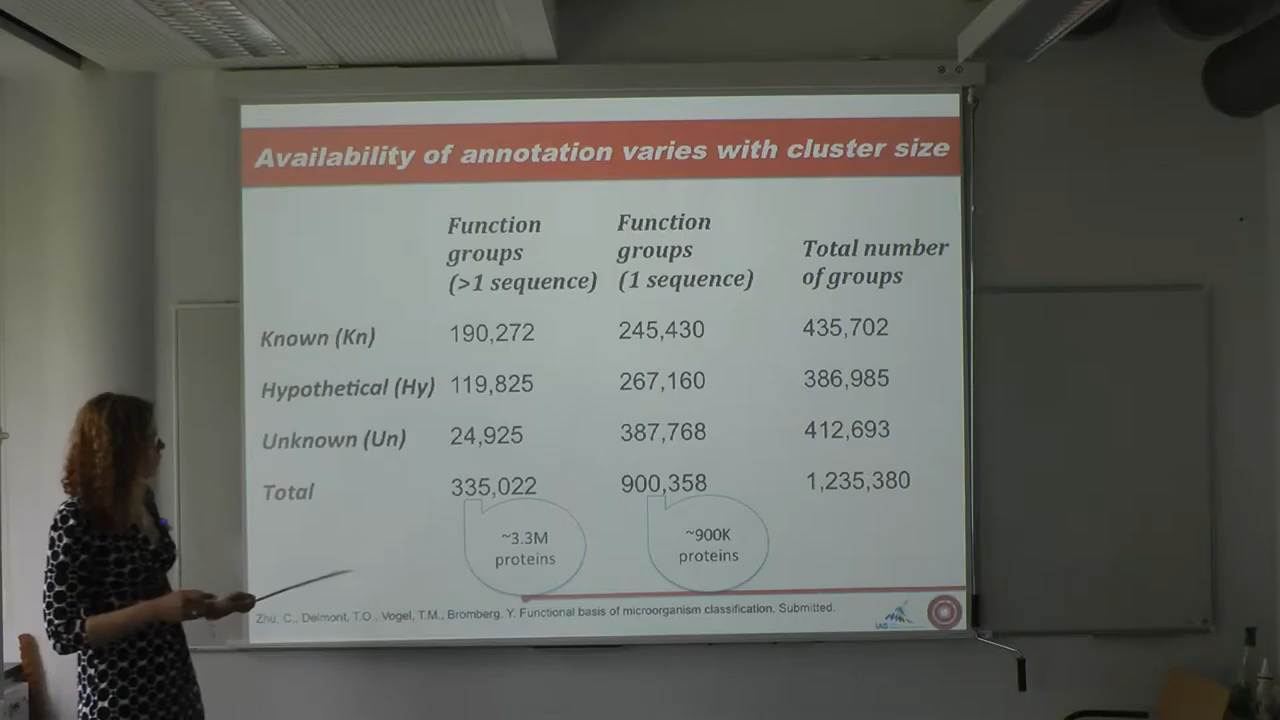 Availability of annotation varies with cluster size
Function groups (>1 sequence)
Function groups (1 sequence)
Total number of groups
Known (Kn) 190,272 245,430 435,702
Hypothetical (Hy) 119,825 267,160 386,985
Unknown (Un) 24,925 387,768 412,693
Total 335,022 900,358 1,235,380
~3.3M proteins
~900K proteins
Zhu, C., Delmont, T.O., Vogel, T.M., Bromberg, Y. Functional basis of microorganism classification. Submitted.
IAS